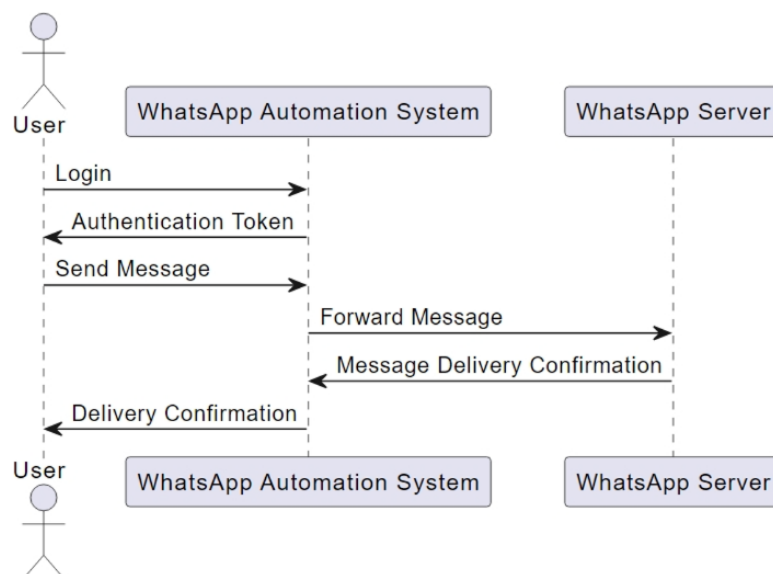 User
WhatsApp Automation System
WhatsApp Server
Login
Authentication Token
Send Message
Forward Message
Message Delivery Confirmation
Delivery Confirmation
User
WhatsApp Automation System
WhatsApp Server